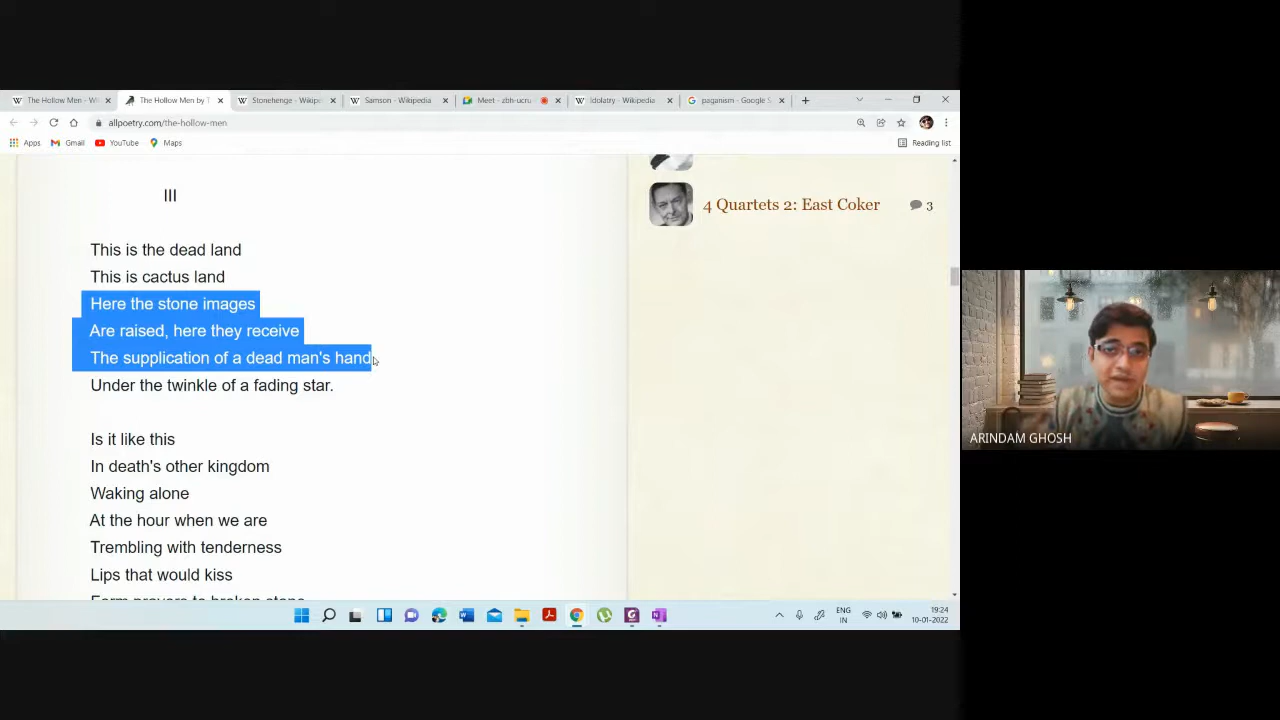 The Hollow Men - Wi
The Hollow Men by T
Stonehenge - Wikipe
Samson - Wikipedia
Meet - zbh-ucru
Idolatry - Wikipedia
paganism - Google S
allpoetry.com/the-hollow-men
Apps
Gmail
YouTube
Maps
Reading list
III
This is the dead land
This is cactus land
Here the stone images
Are raised, here they receive
The supplication of a dead man's hand
Under the twinkle of a fading star.
Is it like this
In death's other kingdom
Waking alone
At the hour when we are
Trembling with tenderness
Lips that would kiss
Form prayers to broken stone
4 Quartets 2: East Coker
3
ARINDAM GHOSH
ENG
IN
19:24
10-01-2022